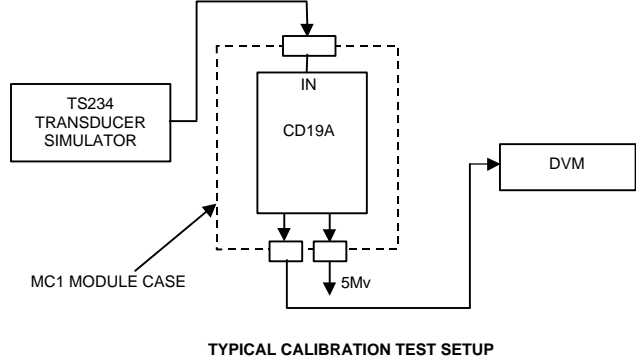 IN
TS234
TRANSDUCER
SIMULATOR
CD19A
DVM
MC1 MODULE CASE
5Mv
TYPICAL CALIBRATION TEST SETUP